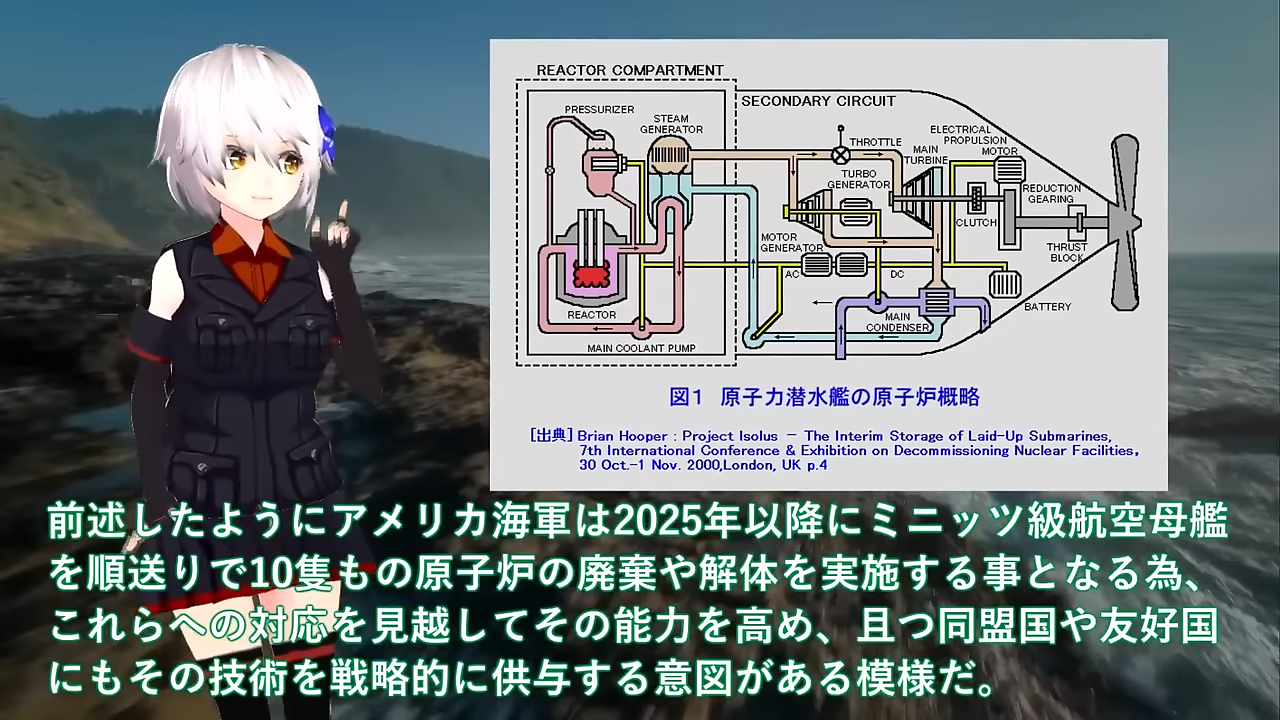 REACTOR COMPARTMENT
SECONDARY CIRCUIT
PRESSURIZER
STEAM
GENERATOR
THROTTLE
ELECTRICAL
PROPULSION
MOTOR
MAIN
TURBINE
TURBO
GENERATOR
REDUCTION
GEARING
CLUTCH
MOTOR
GENERATOR
THRUST
BLOCK
AC
DC
REACTOR
MAIN
CONDENSER
BATTERY
MAIN COOLANT PUMP
図1 原子力潜水艦の原子炉概略
[出典] Brian Hooper : Project Isolus － The Interim Storage of Laid-Up Submarines,
7th International Conference & Exhibition on Decommissioning Nuclear Facilities,
30 Oct.-1 Nov. 2000,London, UK p.4
前述したようにアメリカ海軍は2025年以降にミニッツ級航空母艦
を順送りで10隻もの原子炉の廃棄や解体を実施する事となる為、
これらへの対応を見越してその能力を高め、且つ同盟国や友好国
にもその技術を戦略的に供与する意図がある模様だ。